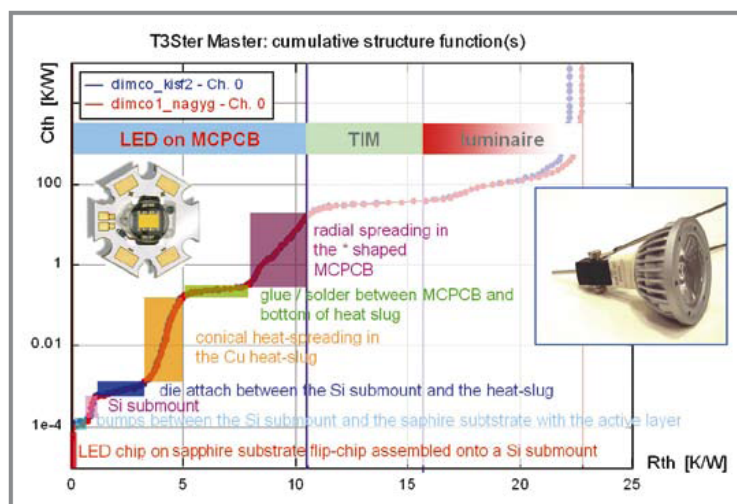 T3Ster Master: cumulative structure function(s)
Cth [K/W]
dimco_kisf2 - Ch. 0
dimco1_nagyg - Ch. 0
LED on MCPCB
TIM
luminaire
100
radial spreading in
the * shaped
MCPCB
1
glue / solder between MCPCB and
bottom of heat slug
conical heat-spreading in
the Cu heat-slug
0.01
die attach between the Si submount and the heat-slug
Si submount
1e-4
bumps between the Si submount and the saphire subtstrate with the active layer
LED chip on sapphire substrate flip-chip assembled onto a Si submount
0
5
10
15
20
25
Rth [K/W]